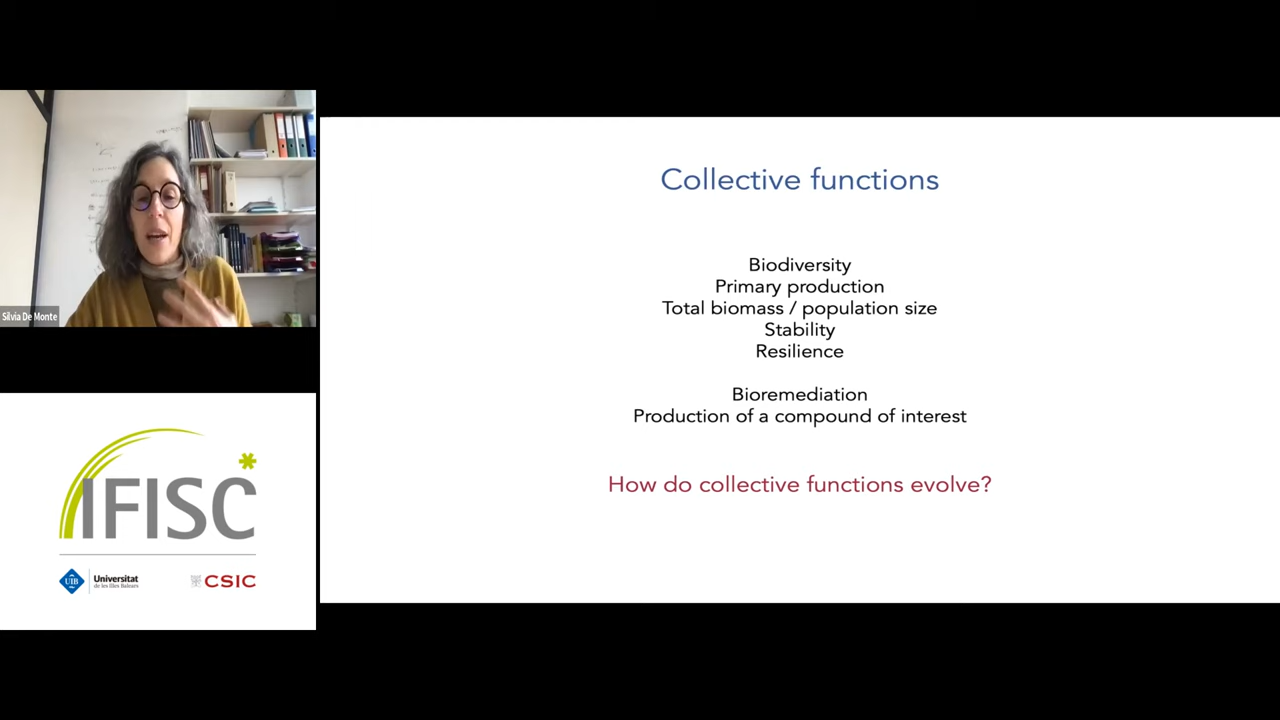 Silvia De Monte
IFISC
UIB
Universitat
de les Illes Balears
CSIC
Collective functions
Biodiversity
Primary production
Total biomass / population size
Stability
Resilience
Bioremediation
Production of a compound of interest
How do collective functions evolve?